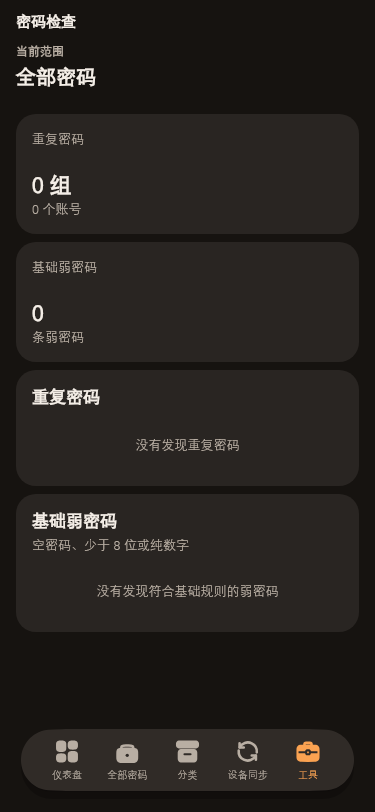 密码检查
当前范围
全部密码
重复密码
0 组
0 个账号
基础弱密码
0
条弱密码
重复密码
没有发现重复密码
基础弱密码
空密码、少于 8 位或纯数字
没有发现符合基础规则的弱密码
仪表盘
全部密码
分类
设备同步
工具